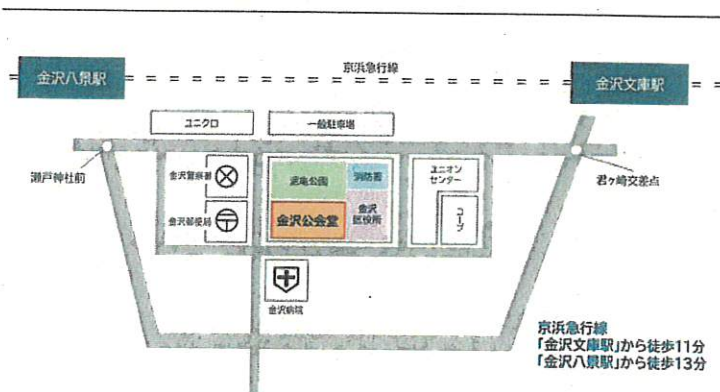 京浜急行線
金沢八景駅
金沢文庫駅
ユニクロ
一般駐車場
瀬戸神社前
金沢警察署
泥亀公園
消防署
ユニオン
センター
君ヶ崎交差点
金沢郵便局
金沢公会堂
金沢
区役所
コープ
金沢病院
京浜急行線
「金沢文庫駅」から徒歩11分
「金沢八景駅」から徒歩13分